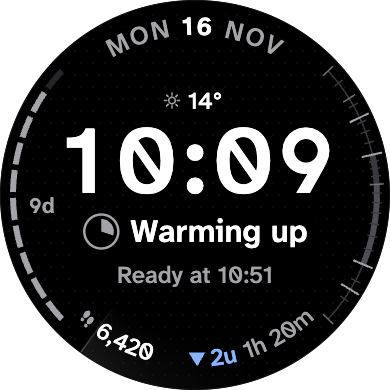 MON 16 NOV
14°
10:09
9d
Warming up
Ready at 10:51
6,420
▼ 2u 1h 20m